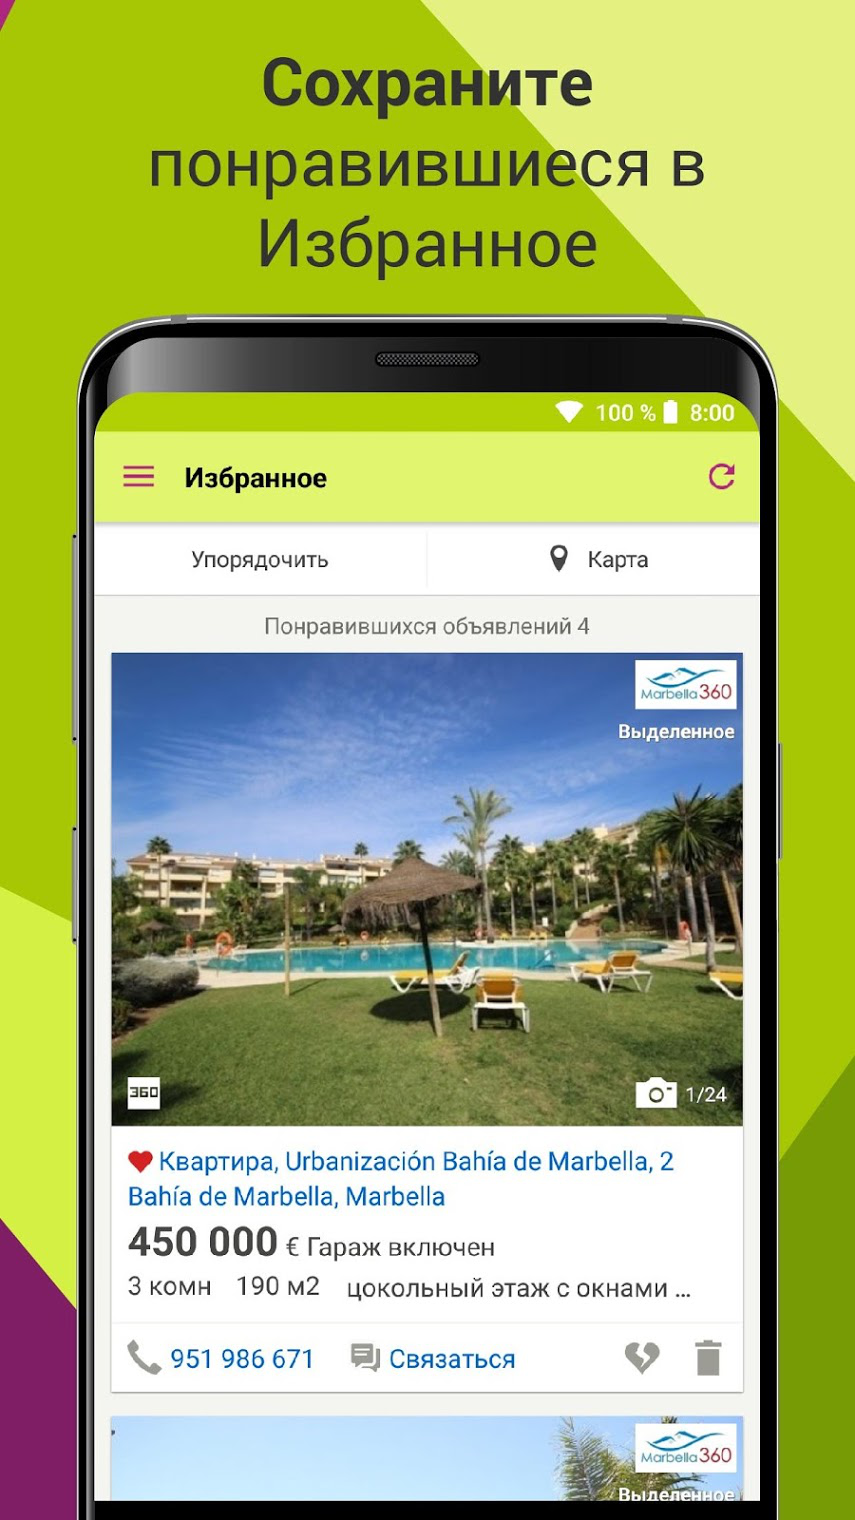 Сохраните
понравившиеся в
Избранное
100 % 8:00
Избранное
Упорядочить
Карта
Понравившихся объявлений 4
Marbella360
Выделенное
360
1/24
Квартира, Urbanización Bahía de Marbella, 2
Bahía de Marbella, Marbella
450 000 € Гараж включен
3 комн 190 м2 цокольный этаж с окнами ...
951 986 671 Связаться
Marbella360
Выделенное